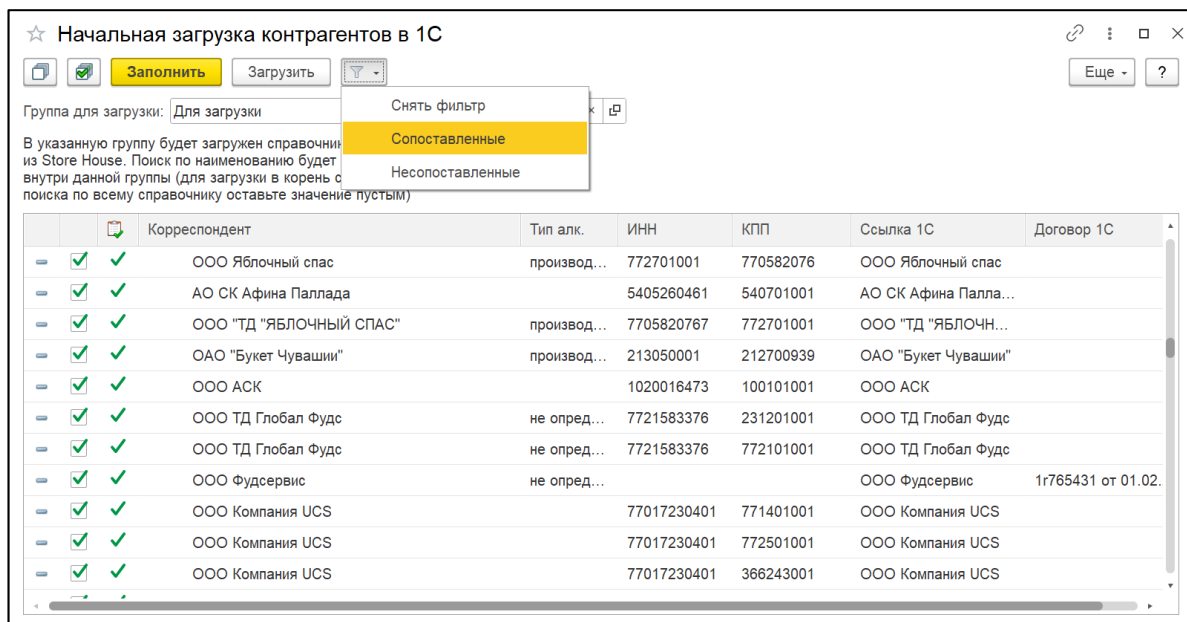 Начальная загрузка контрагентов в 1С
Заполнить Загрузить Еще ?
Группа для загрузки: Для загрузки
Снять фильтр
Сопоставленные
Несопоставленные
В указанную группу будет загружен
из Store House. Поиск по наименованию будет
внутри данной группы (для загрузки в корень
поиска по всему справочнику оставьте значение пустым)
Корреспондент Тип алк. ИНН КПП Ссылка 1С Договор 1С
ООО Яблочный спас производ... 772701001 770582076 ООО Яблочный спас
АО СК Афина Паллада 5405260461 540701001 АО СК Афина Палла...
ООО "ТД "ЯБЛОЧНЫЙ СПАС" производ... 7705820767 772701001 ООО "ТД "ЯБЛОЧН...
ОАО "Букет Чувашии" производ... 213050001 212700939 ОАО "Букет Чувашии"
ООО АСК 1020016473 100101001 ООО АСК
ООО ТД Глобал Фудс не опред... 7721583376 231201001 ООО ТД Глобал Фудс
ООО ТД Глобал Фудс не опред... 7721583376 772101001 ООО ТД Глобал Фудс
ООО Фудсервис не опред... ООО Фудсервис 1г765431 от 01.02.
ООО Компания UCS 77017230401 771401001 ООО Компания UCS
ООО Компания UCS 77017230401 772501001 ООО Компания UCS
ООО Компания UCS 77017230401 366243001 ООО Компания UCS